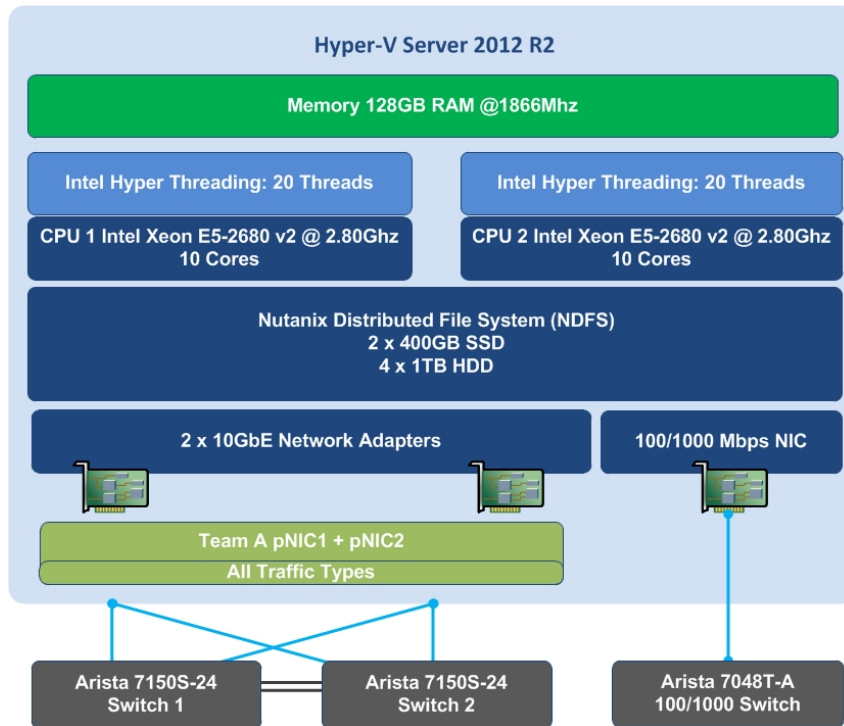 Hyper-V Server 2012 R2
Memory 128GB RAM @1866Mhz
Intel Hyper Threading: 20 Threads
Intel Hyper Threading: 20 Threads
CPU 1 Intel Xeon E5-2680 v2 @ 2.80Ghz
10 Cores
CPU 2 Intel Xeon E5-2680 v2 @ 2.80Ghz
10 Cores
Nutanix Distributed File System (NDFS)
2 x 400GB SSD
4 x 1TB HDD
2 x 10GbE Network Adapters
100/1000 Mbps NIC
Team A pNIC1 + pNIC2
All Traffic Types
Arista 7150S-24
Switch 1
Arista 7150S-24
Switch 2
Arista 7048T-A
100/1000 Switch